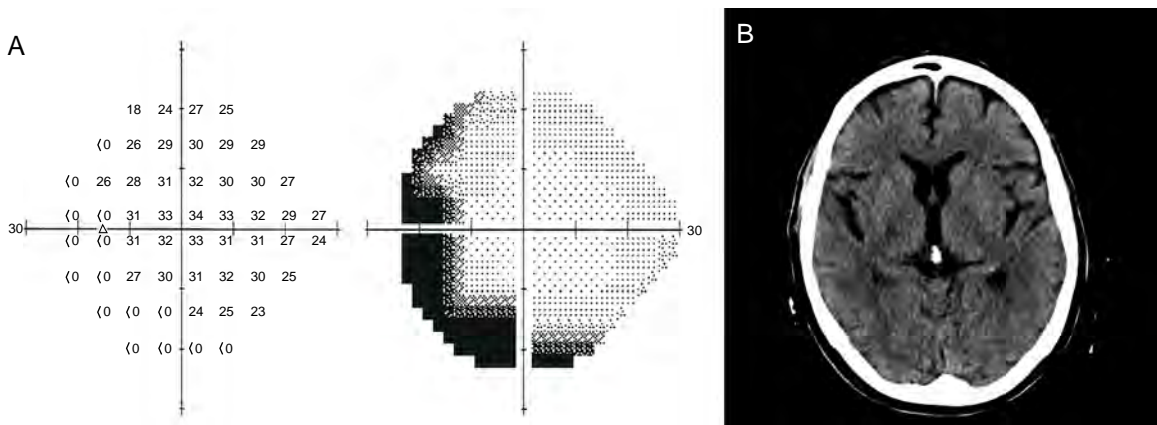 A
B
18 24 27 25
⟨0 26 29 30 29 29
⟨0 26 28 31 32 30 30 27
⟨0 ⟨0 31 33 34 33 32 29 27
30
30
⟨0 ⟨0 31 32 33 31 31 27 24
⟨0 ⟨0 27 30 31 32 30 25
⟨0 ⟨0 ⟨0 24 25 23
⟨0 ⟨0 ⟨0 ⟨0